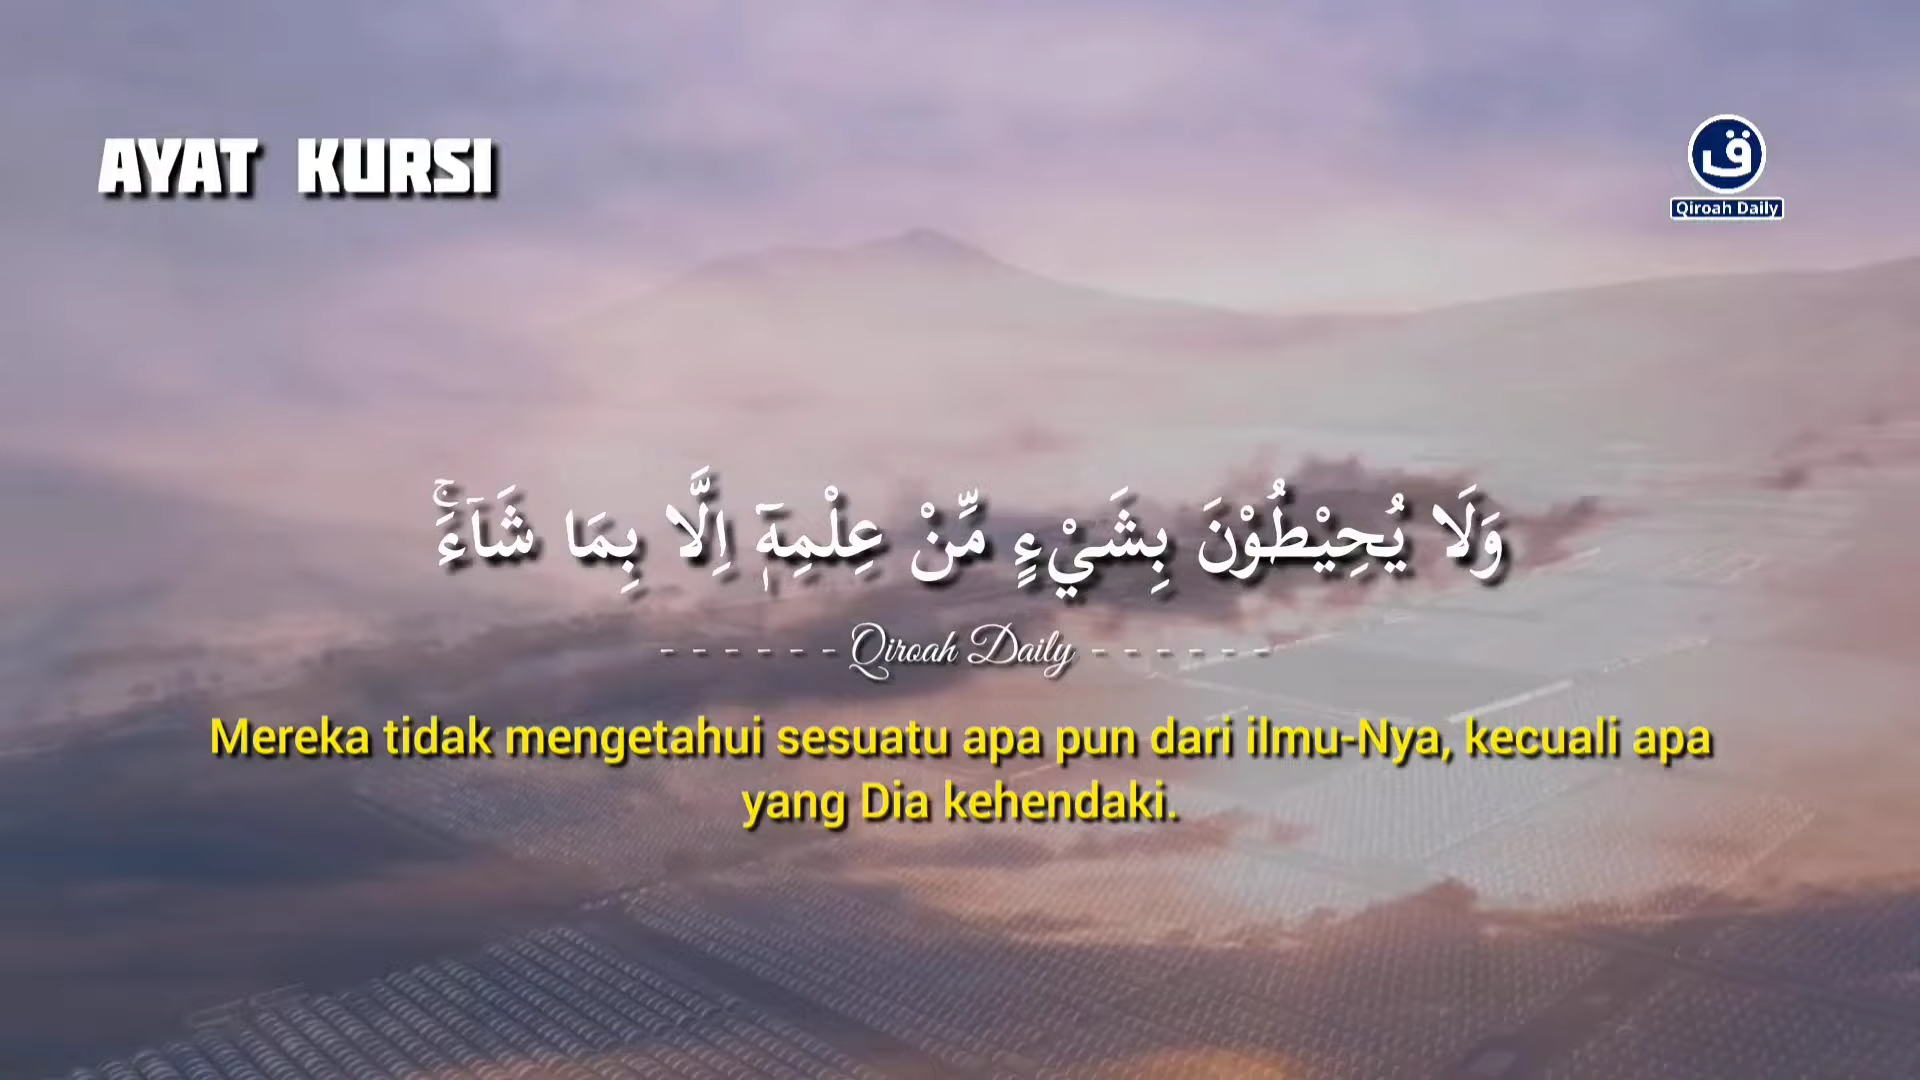 AYAT KURSI
ق
Qiroah Daily
وَلَا يُحِيْطُوْنَ بِشَيْءٍ مِّنْ عِلْمِهٖٓ اِلَّا بِمَا شَاۤءَۚ
- - - - - - Qiroah Daily - - - - - -
Mereka tidak mengetahui sesuatu apa pun dari ilmu-Nya, kecuali apa
yang Dia kehendaki.